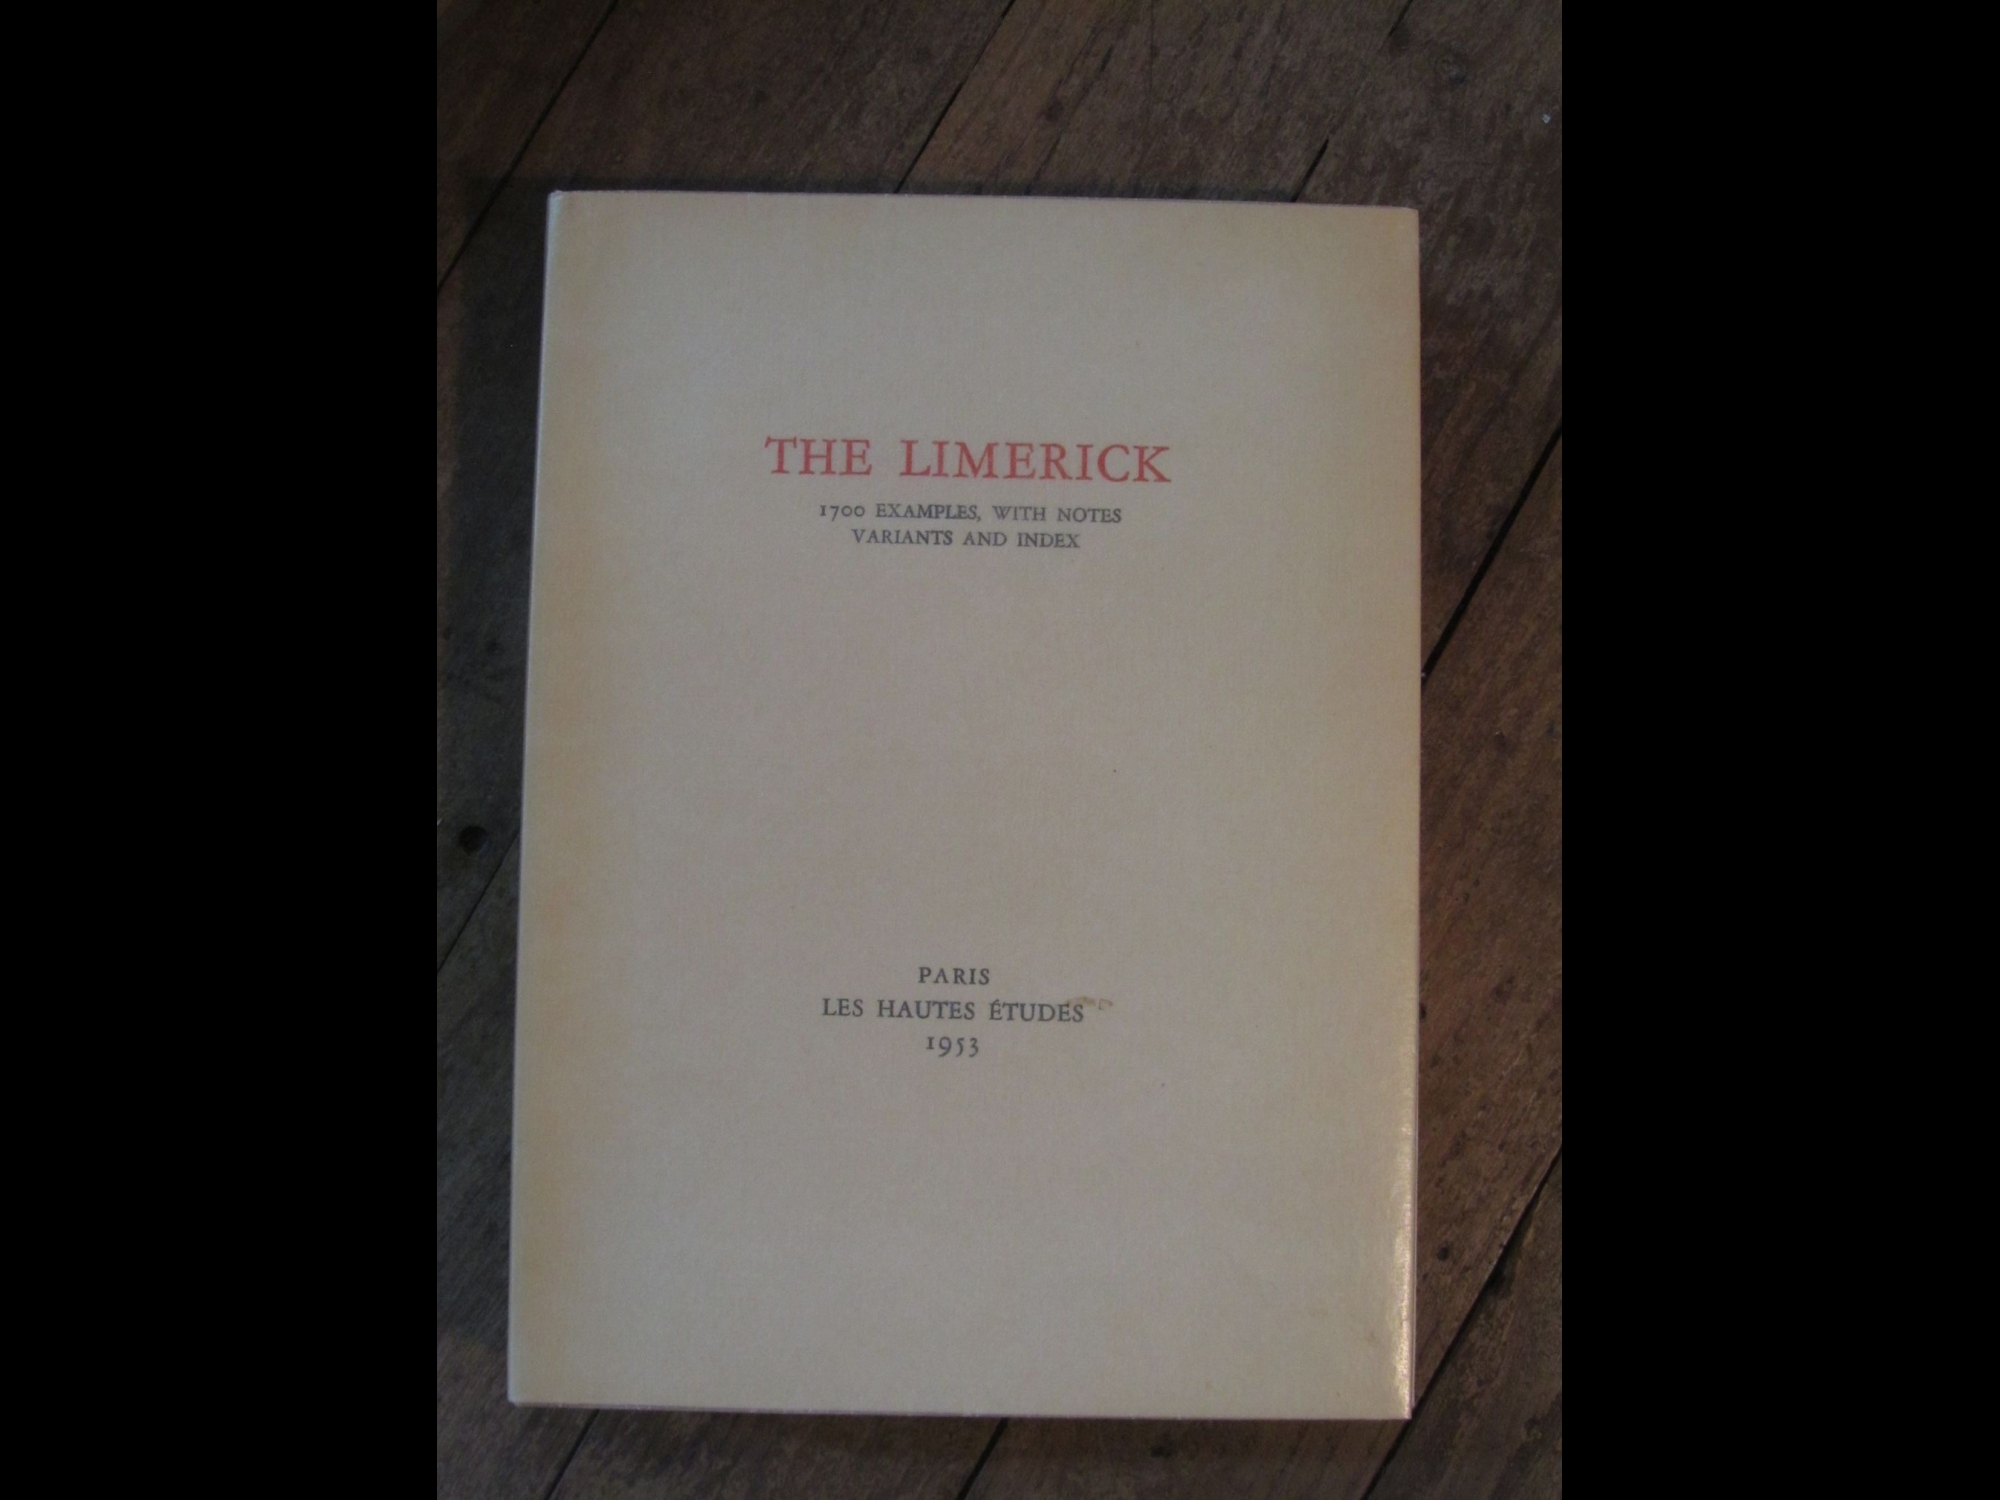 THE LIMERICK
1700 EXAMPLES, WITH NOTES
VARIANTS AND INDEX
PARIS
LES HAUTES ÉTUDES
1953